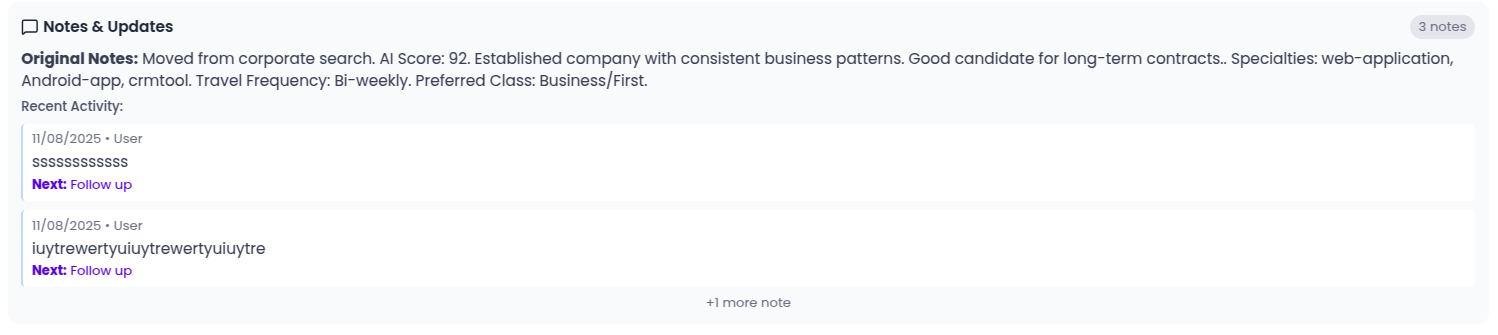 Notes & Updates
3 notes
Original Notes: Moved from corporate search. AI Score: 92. Established company with consistent business patterns. Good candidate for long-term contracts.. Specialties: web-application,
Android-app, crmtool. Travel Frequency: Bi-weekly. Preferred Class: Business/First.
Recent Activity:
11/08/2025 • User
ssssssssssss
Next: Follow up
11/08/2025 • User
iuytrewertyuiuytrewertyuiuytre
Next: Follow up
+1 more note